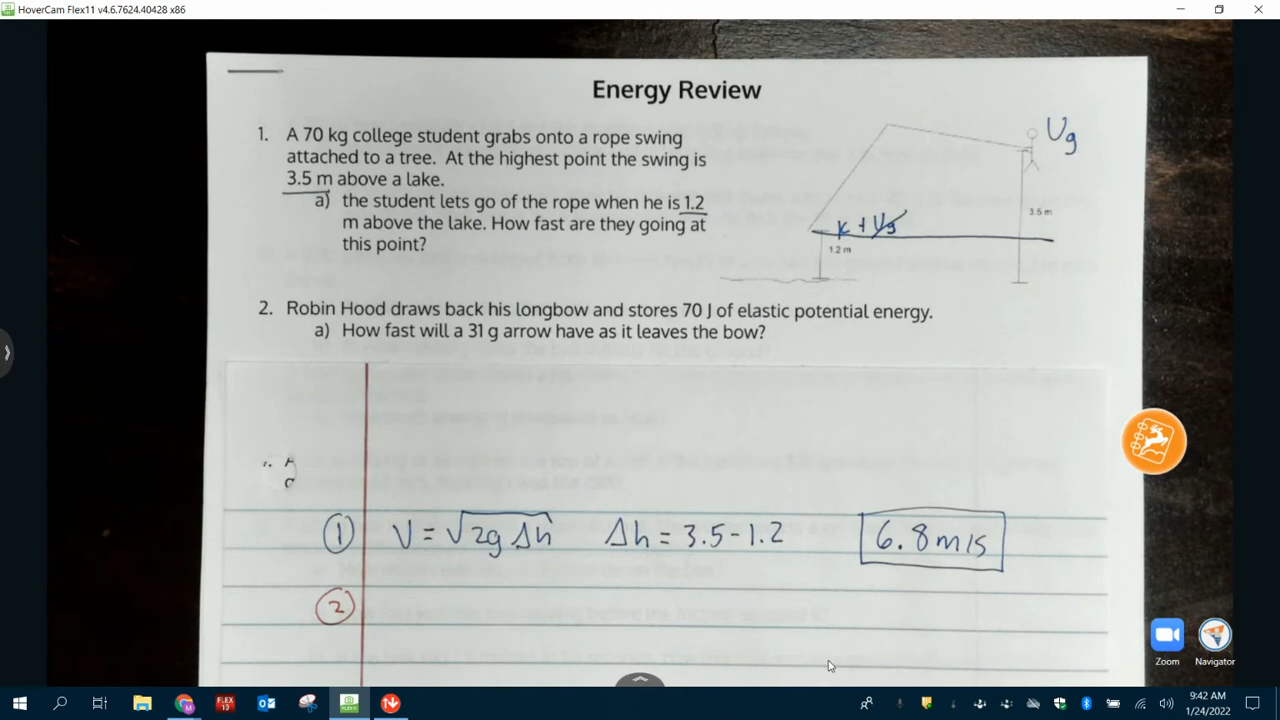 HoverCam Flex11 v4.6.7624.40428 x86
Energy Review
1. A 70 kg college student grabs onto a rope swing
attached to a tree. At the highest point the swing is
3.5 m above a lake.
a) the student lets go of the rope when he is 1.2
m above the lake. How fast are they going at
this point?
Ug
3.5 m
K + Ug
1.2 m
2. Robin Hood draws back his longbow and stores 70 J of elastic potential energy.
a) How fast will a 31 g arrow have as it leaves the bow?
① V = √2g Δh Δh = 3.5-1.2 6.8 m/s
②
Zoom Navigator
FLEX
13
9:42 AM
1/24/2022